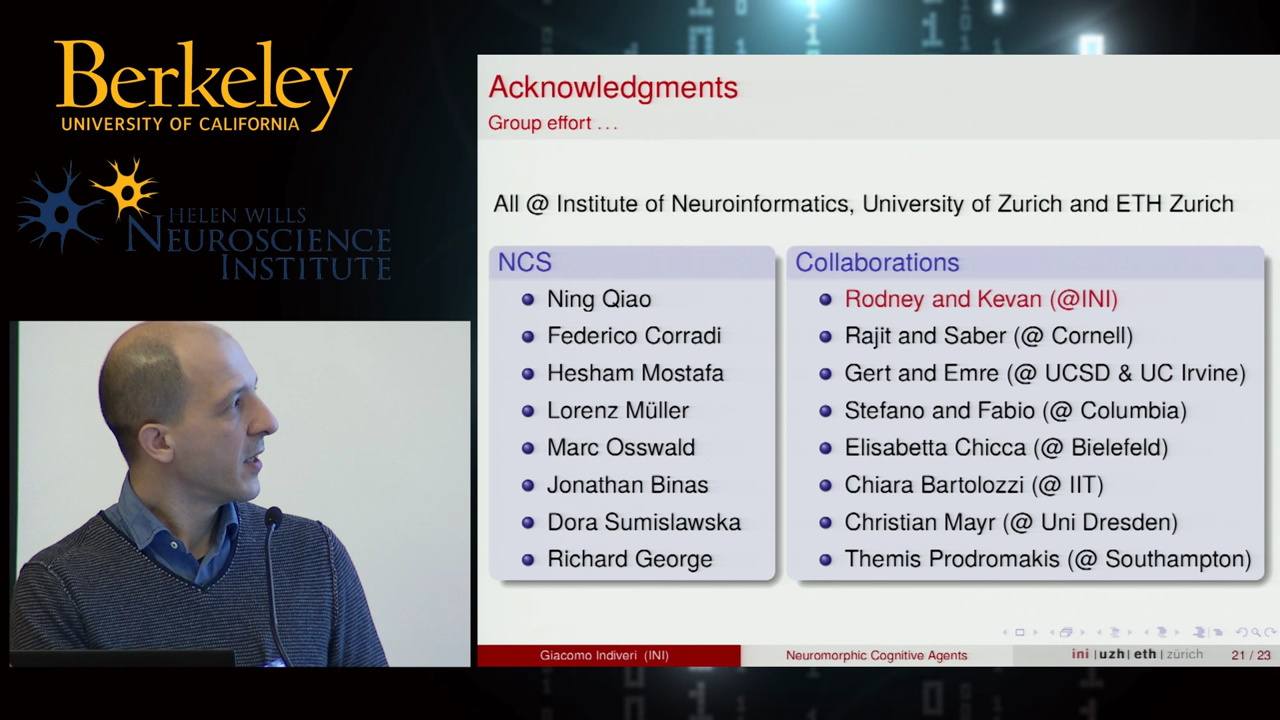 Berkeley
UNIVERSITY OF CALIFORNIA
HELEN WILLS
NEUROSCIENCE
INSTITUTE
Acknowledgments
Group effort ...
All @ Institute of Neuroinformatics, University of Zurich and ETH Zurich
NCS
Ning Qiao
Federico Corradi
Hesham Mostafa
Lorenz Müller
Marc Osswald
Jonathan Binas
Dora Sumislawska
Richard George
Collaborations
Rodney and Kevan (@INI)
Rajit and Saber (@ Cornell)
Gert and Emre (@ UCSD & UC Irvine)
Stefano and Fabio (@ Columbia)
Elisabetta Chicca (@ Bielefeld)
Chiara Bartolozzi (@ IIT)
Christian Mayr (@ Uni Dresden)
Themis Prodromakis (@ Southampton)
Giacomo Indiveri (INI)
Neuromorphic Cognitive Agents
ini | uzh | eth | zürich
21 / 23